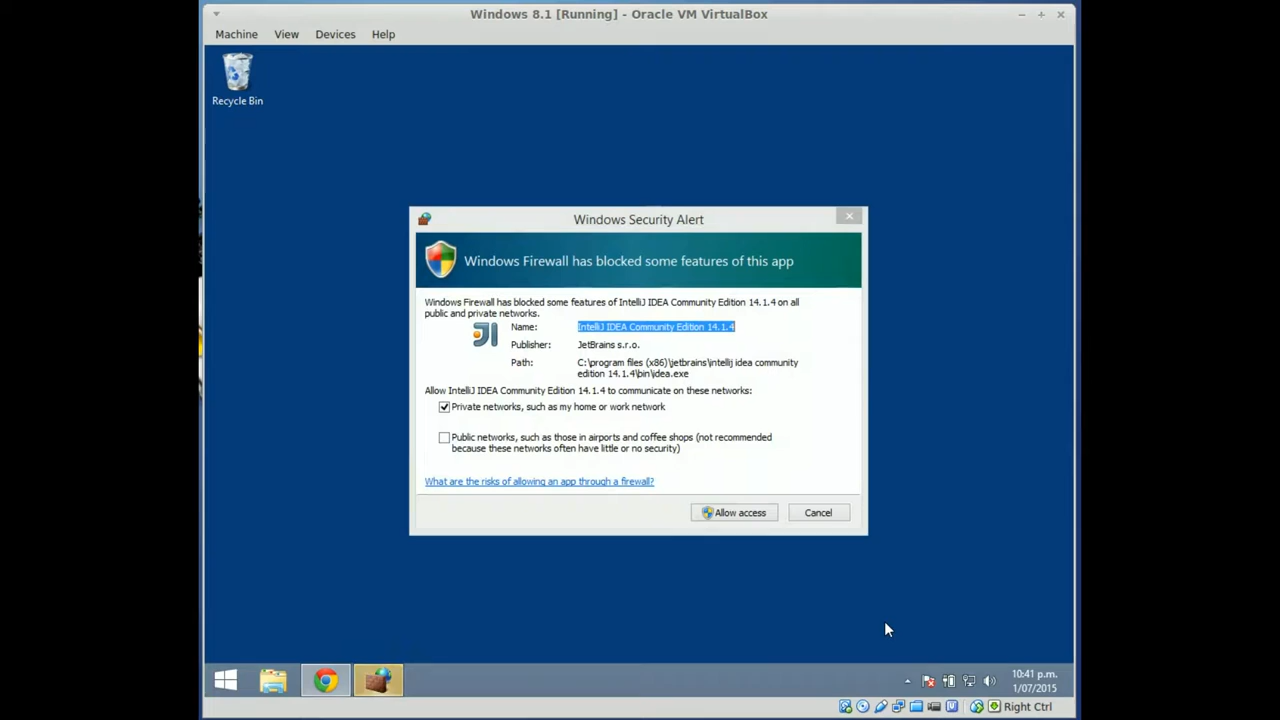 Windows 8.1 [Running] - Oracle VM VirtualBox
Machine View Devices Help
Recycle Bin
Windows Security Alert
Windows Firewall has blocked some features of this app
Windows Firewall has blocked some features of IntelliJ IDEA Community Edition 14.1.4 on all
public and private networks.
Name: IntelliJ IDEA Community Edition 14.1.4
Publisher: JetBrains s.r.o.
Path: C:\program files (x86)\jetbrains\intellij idea community
edition 14.1.4\bin\idea.exe
Allow IntelliJ IDEA Community Edition 14.1.4 to communicate on these networks:
Private networks, such as my home or work network
Public networks, such as those in airports and coffee shops (not recommended
because these networks often have little or no security)
What are the risks of allowing an app through a firewall?
Allow access Cancel
10:41 p.m.
1/07/2015
Right Ctrl